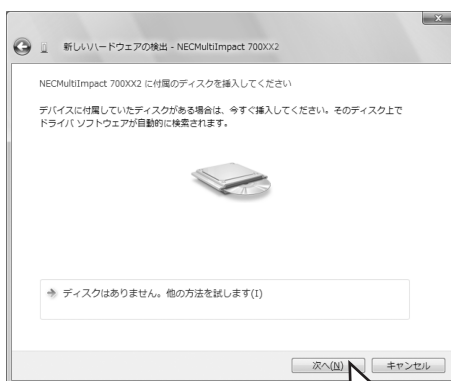 新しいハードウェアの検出 - NECMultiImpact 700XX2
NECMultiImpact 700XX2 に付属のディスクを挿入してください
デバイスに付属していたディスクがある場合は、今すぐ挿入してください。そのディスク上で
ドライバ ソフトウェアが自動的に検索されます。
ディスクはありません。他の方法を試します(I)
次へ(N) キャンセル